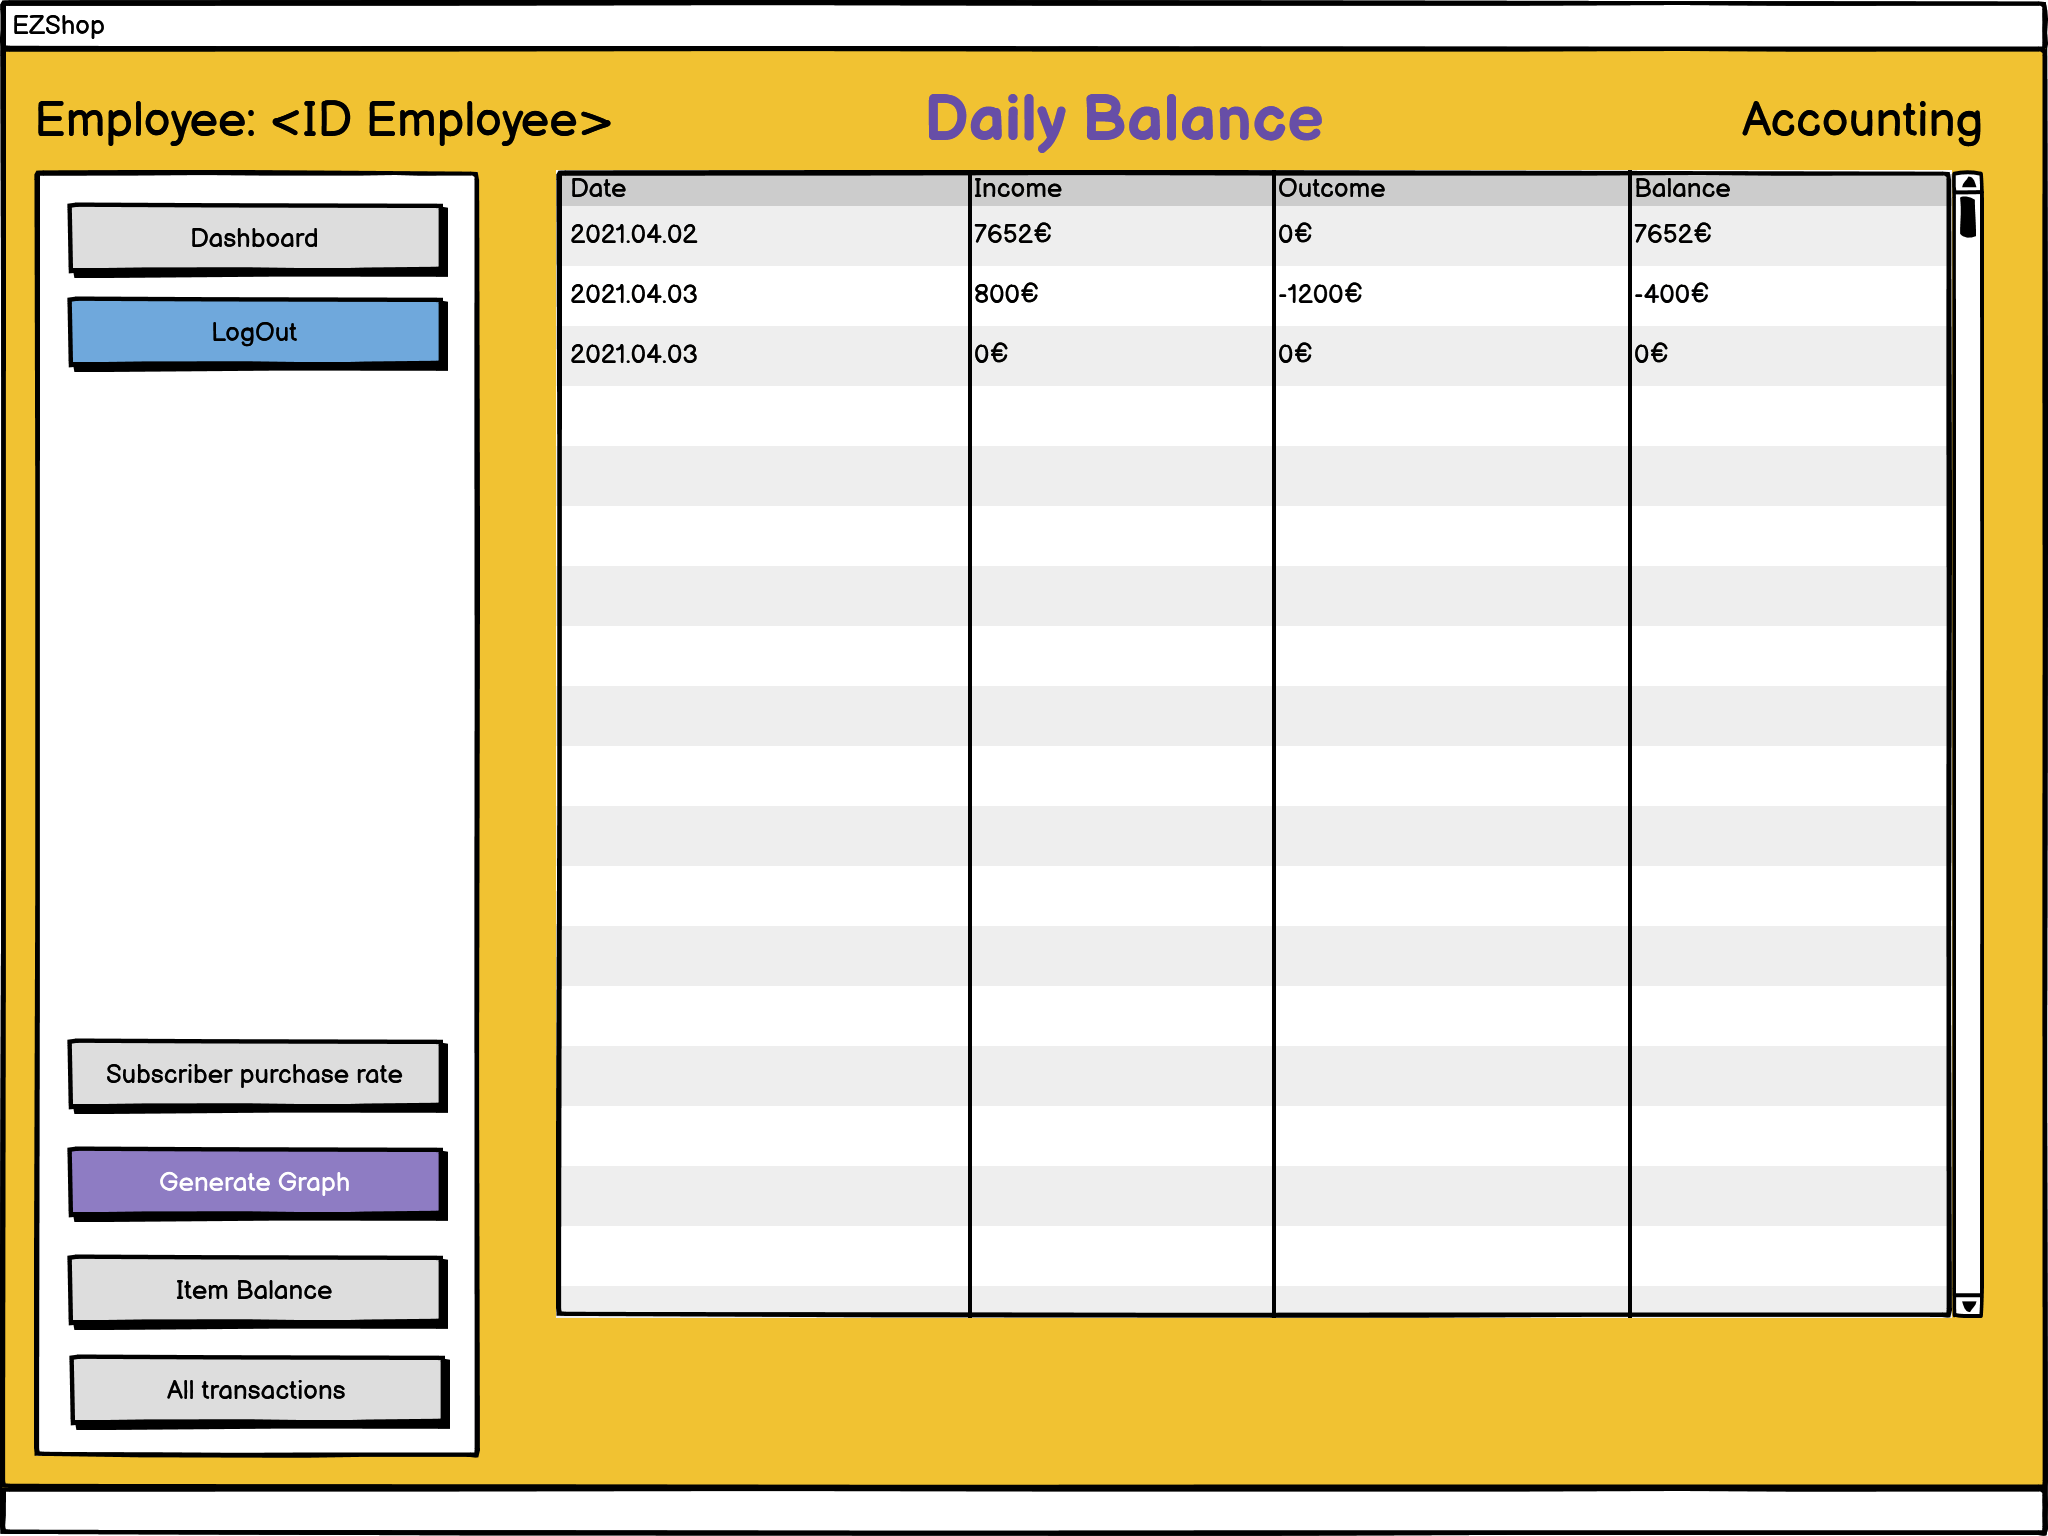 EZShop
Employee: <ID Employee>
Daily Balance
Accounting
Dashboard
LogOut
Subscriber purchase rate
Generate Graph
Item Balance
All transactions
Date Income Outcome Balance
2021.04.02 7652€ 0€ 7652€
2021.04.03 800€ -1200€ -400€
2021.04.03 0€ 0€ 0€